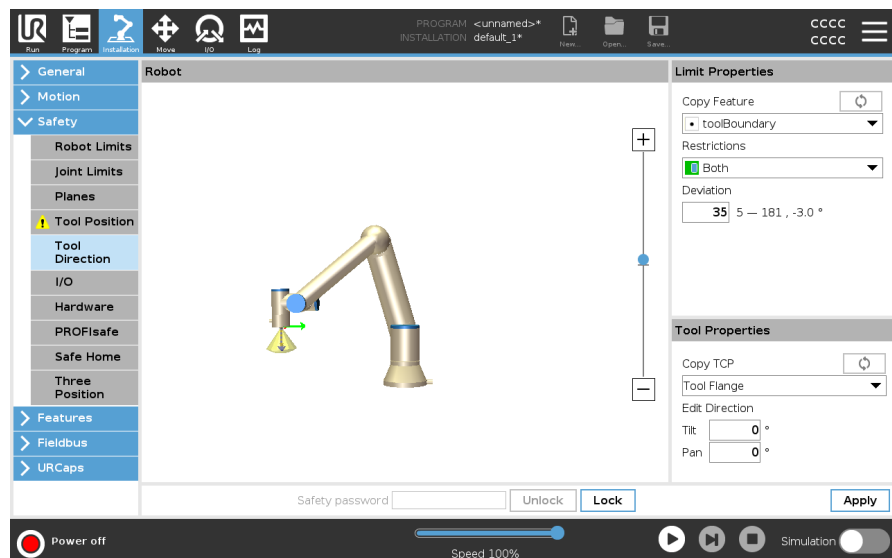 PROGRAM <unnamed>*
INSTALLATION default_1*
CCCC
CCCC
Run
Program
Installation
Move
I/O
Log
New...
Open...
Save...
General
Motion
Safety
Robot Limits
Joint Limits
Planes
Tool Position
Tool
Direction
I/O
Hardware
PROFIsafe
Safe Home
Three
Position
Features
Fieldbus
URCaps
Robot
Safety password
Unlock
Lock
Limit Properties
Copy Feature
toolBoundary
Restrictions
Both
Deviation
35 5 — 181 , -3.0 °
Tool Properties
Copy TCP
Tool Flange
Edit Direction
Tilt 0 °
Pan 0 °
Apply
Power off
Speed 100%
Simulation